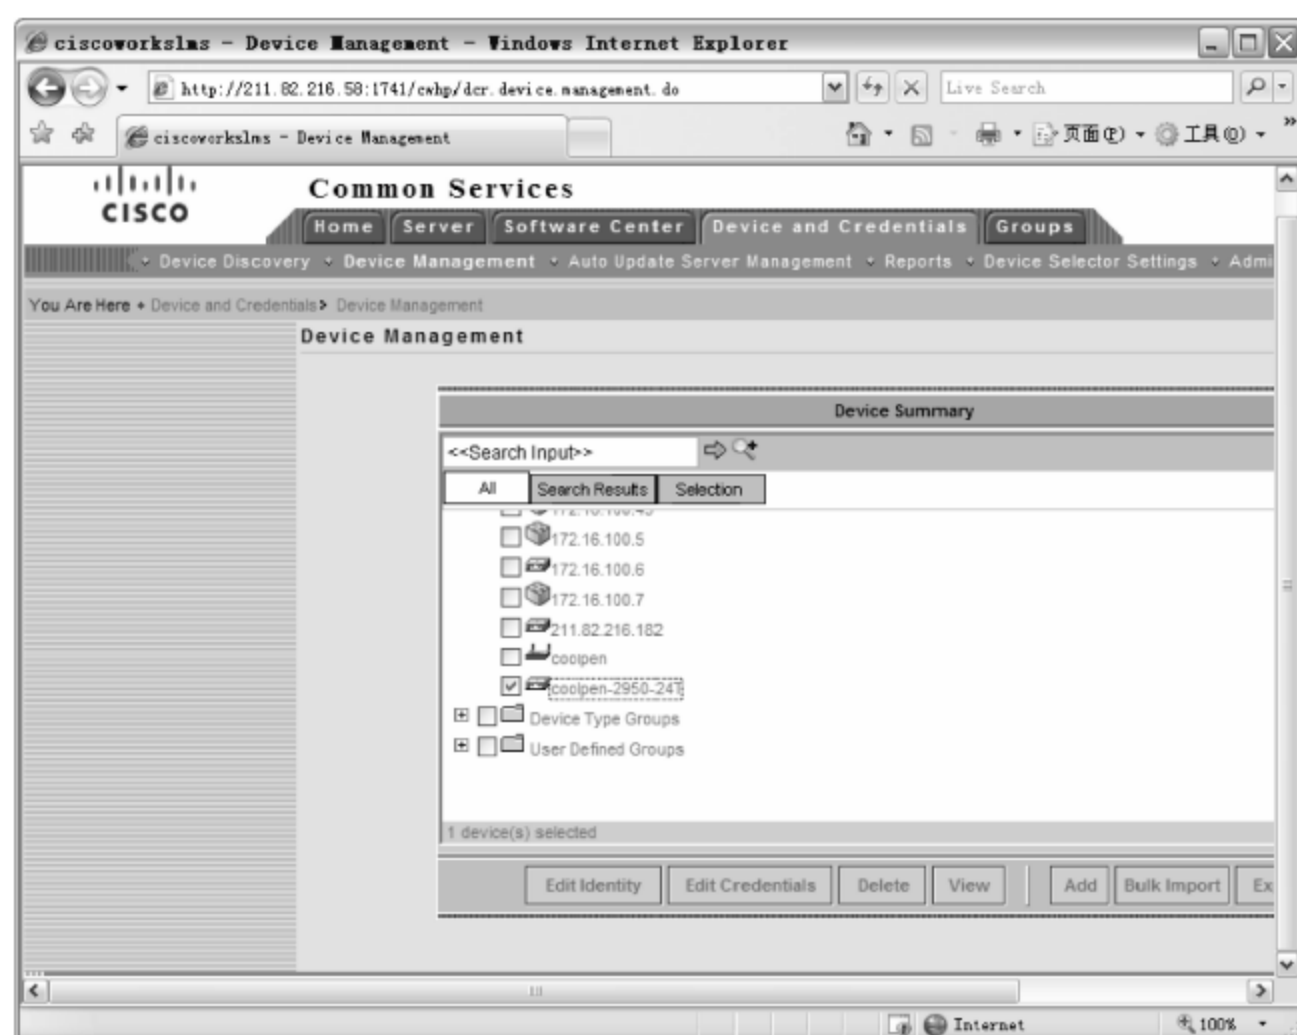 ciscoworkslms - Device Management - Windows Internet Explorer
http://211.82.216.58:1741/cwhp/dcr.device.management.do
Live Search
ciscoworkslms - Device Management
页面(P)
工具(O)
CISCO
Common Services
Home Server Software Center Device and Credentials Groups
Device Discovery Device Management Auto Update Server Management Reports Device Selector Settings Admi
You Are Here Device and Credentials Device Management
Device Management
Device Summary
<<Search Input>>
All Search Results Selection
172.16.100.5
172.16.100.6
172.16.100.7
211.82.216.182
coolpen
coolpen-2950-24T
Device Type Groups
User Defined Groups
1 device(s) selected
Edit Identity Edit Credentials Delete View Add Bulk Import Ex
Internet
100%